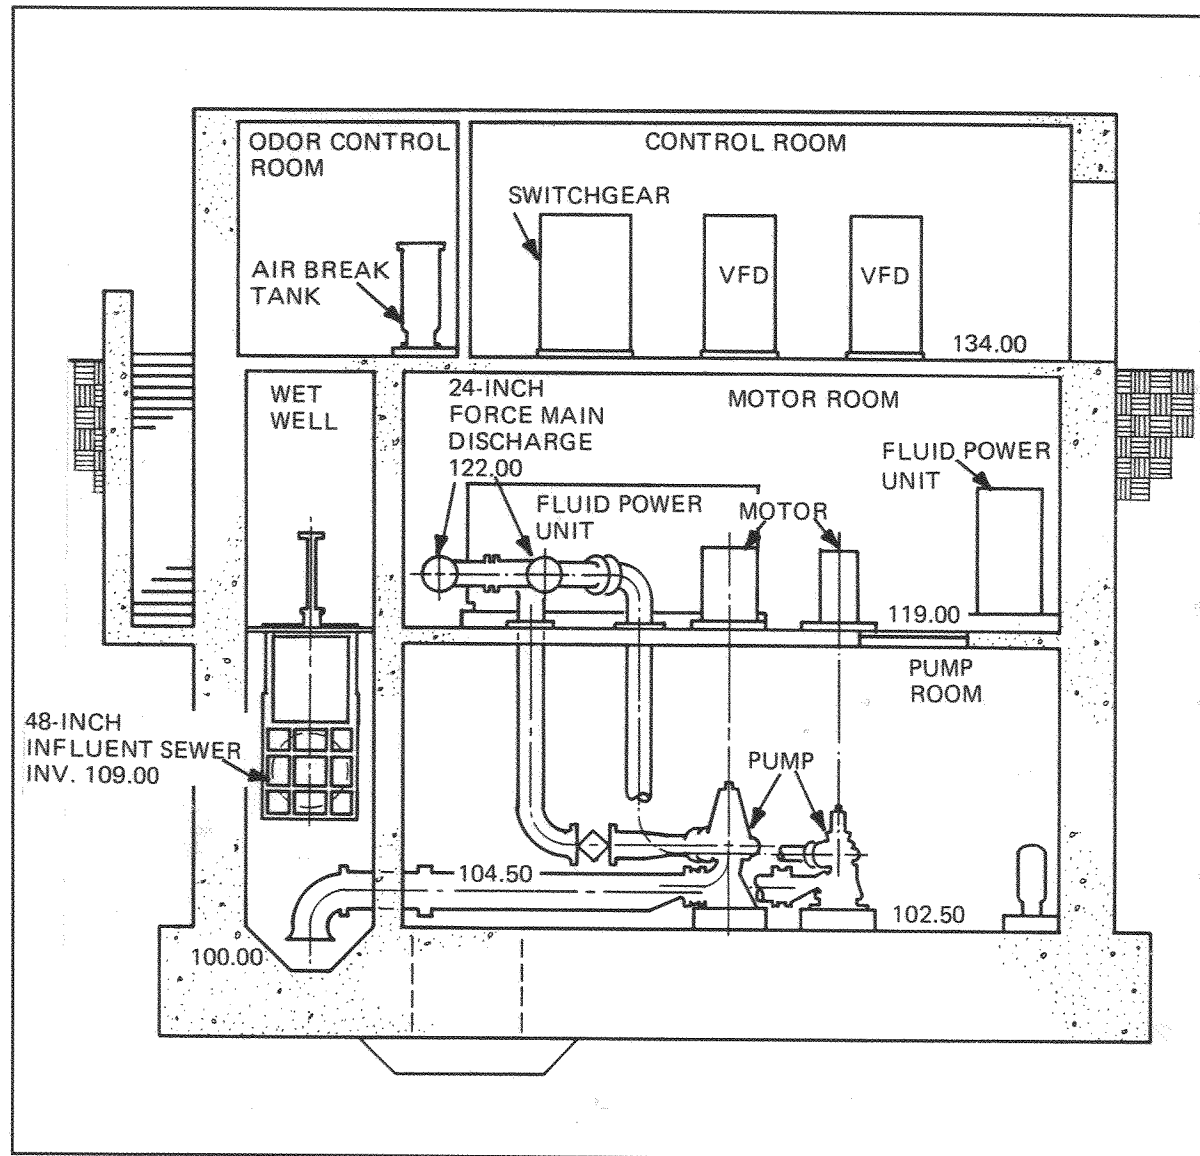 ODOR CONTROL
ROOM
CONTROL ROOM
SWITCHGEAR
AIR BREAK
TANK
VFD
VFD
134.00
WET
WELL
24-INCH
FORCE MAIN
DISCHARGE
122.00
MOTOR ROOM
FLUID POWER
UNIT
FLUID POWER
UNIT
MOTOR
119.00
PUMP
ROOM
48-INCH
INFLUENT SEWER
INV. 109.00
PUMP
104.50
102.50
100.00